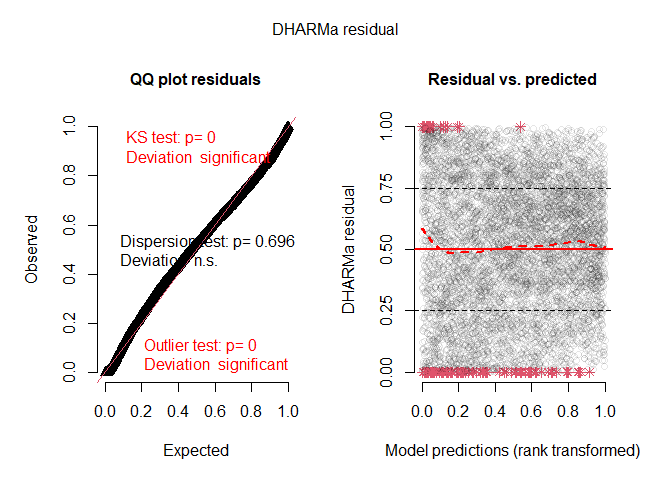 DHARMa residual
QQ plot residuals
KS test: p= 0
Deviation significant
Dispersion test: p= 0.696
Deviation n.s.
Outlier test: p= 0
Deviation significant
Observed
0.0 0.2 0.4 0.6 0.8 1.0
0.0 0.2 0.4 0.6 0.8 1.0
Expected
Residual vs. predicted
DHARMa residual
0.00 0.25 0.50 0.75 1.00
0.0 0.2 0.4 0.6 0.8 1.0
Model predictions (rank transformed)